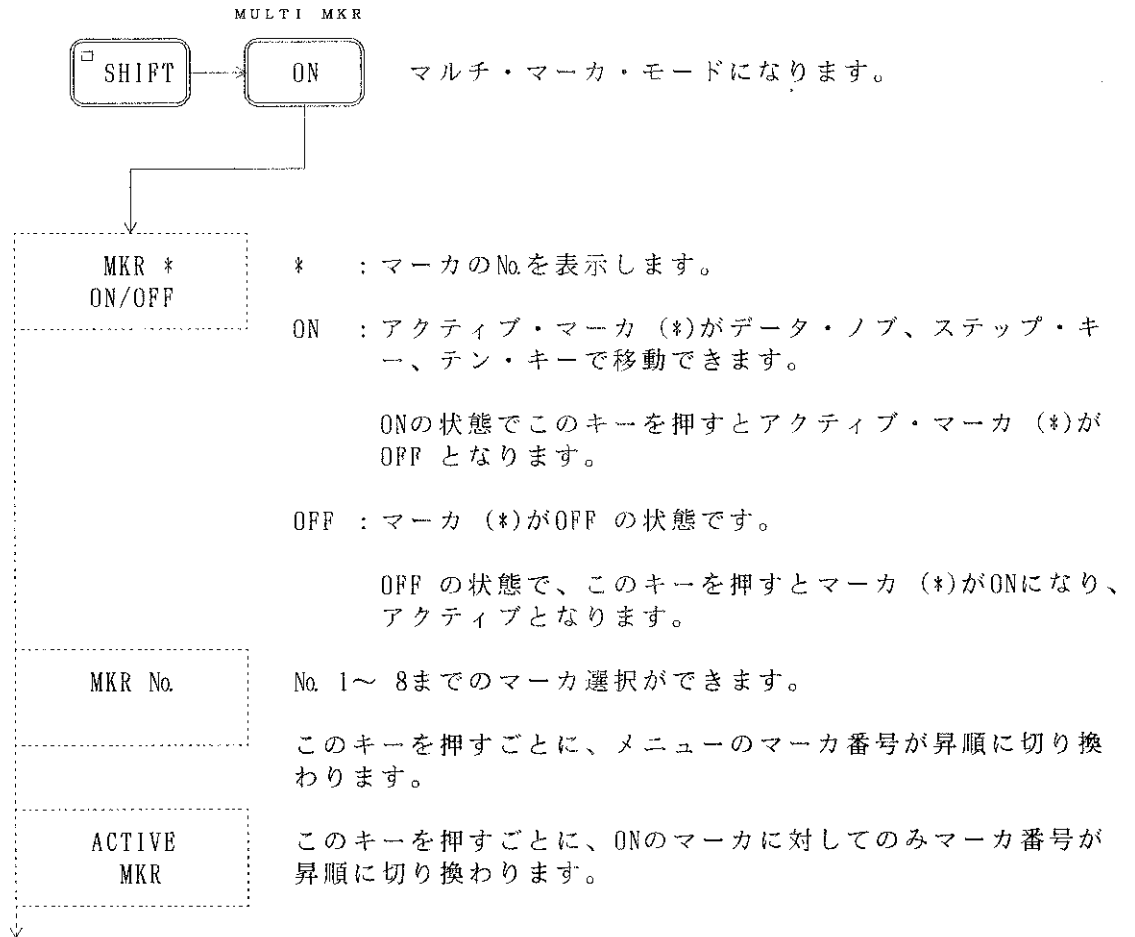 MULTI MKR
SHIFT ON マルチ・マーカ・モードになります。
MKR * * :マーカの№を表示します。
ON/OFF
ON :アクティブ・マーカ (*)がデータ・ノブ、ステップ・キ
ー、テン・キーで移動できます。
ONの状態でこのキーを押すとアクティブ・マーカ (*)が
OFF となります。
OFF :マーカ (*)がOFF の状態です。
OFF の状態で、このキーを押すとマーカ (*)がONになり、
アクティブとなります。
MKR № № 1～ 8までのマーカ選択ができます。
このキーを押すごとに、メニューのマーカ番号が昇順に切り換
わります。
ACTIVE このキーを押すごとに、ONのマーカに対してのみマーカ番号が
MKR 昇順に切り換わります。